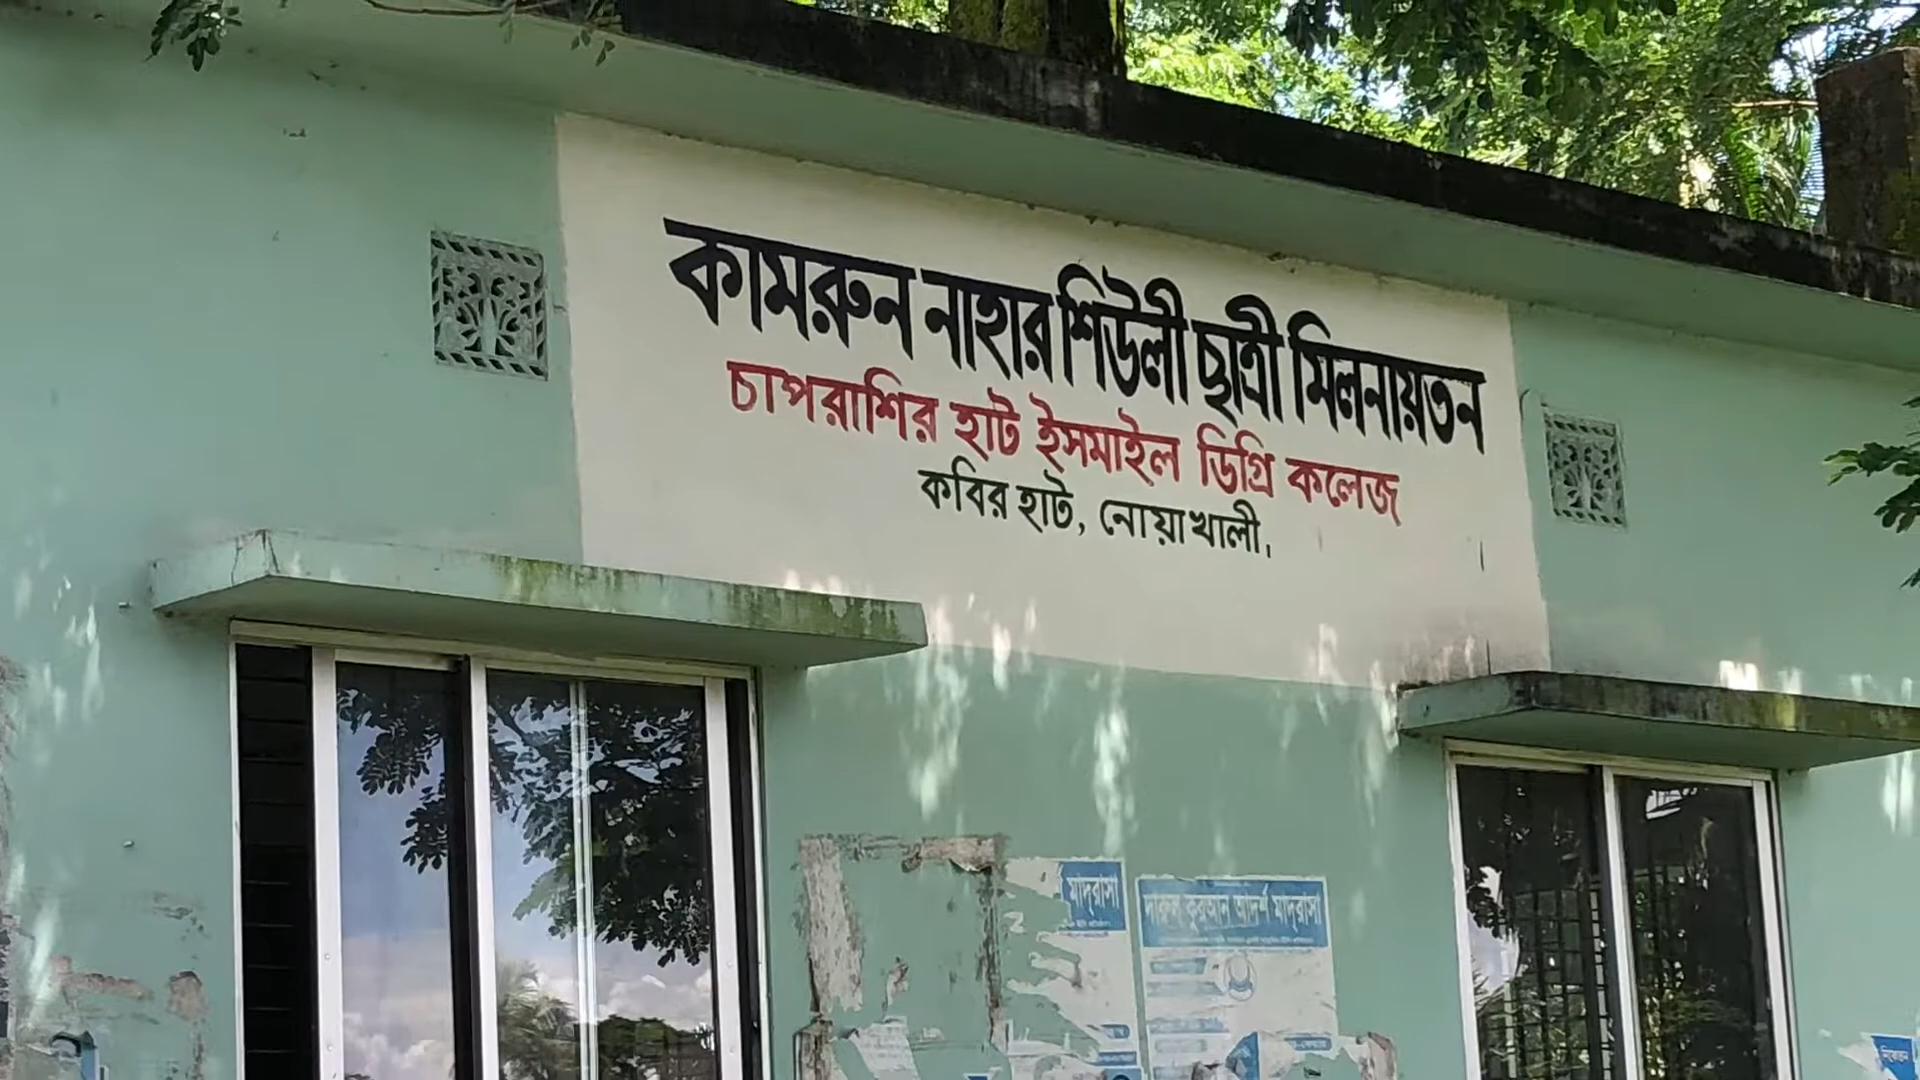 কামরুন নাহার শিউলী ছাত্রী মিলনায়তন
চাপরাশির হাট ইসমাইল ডিগ্রি কলেজ
কবির হাট, নোয়াখালী.
মাদ্‌রাসা
দারুল কুরআন আদর্শ মাদ্‌রাসা